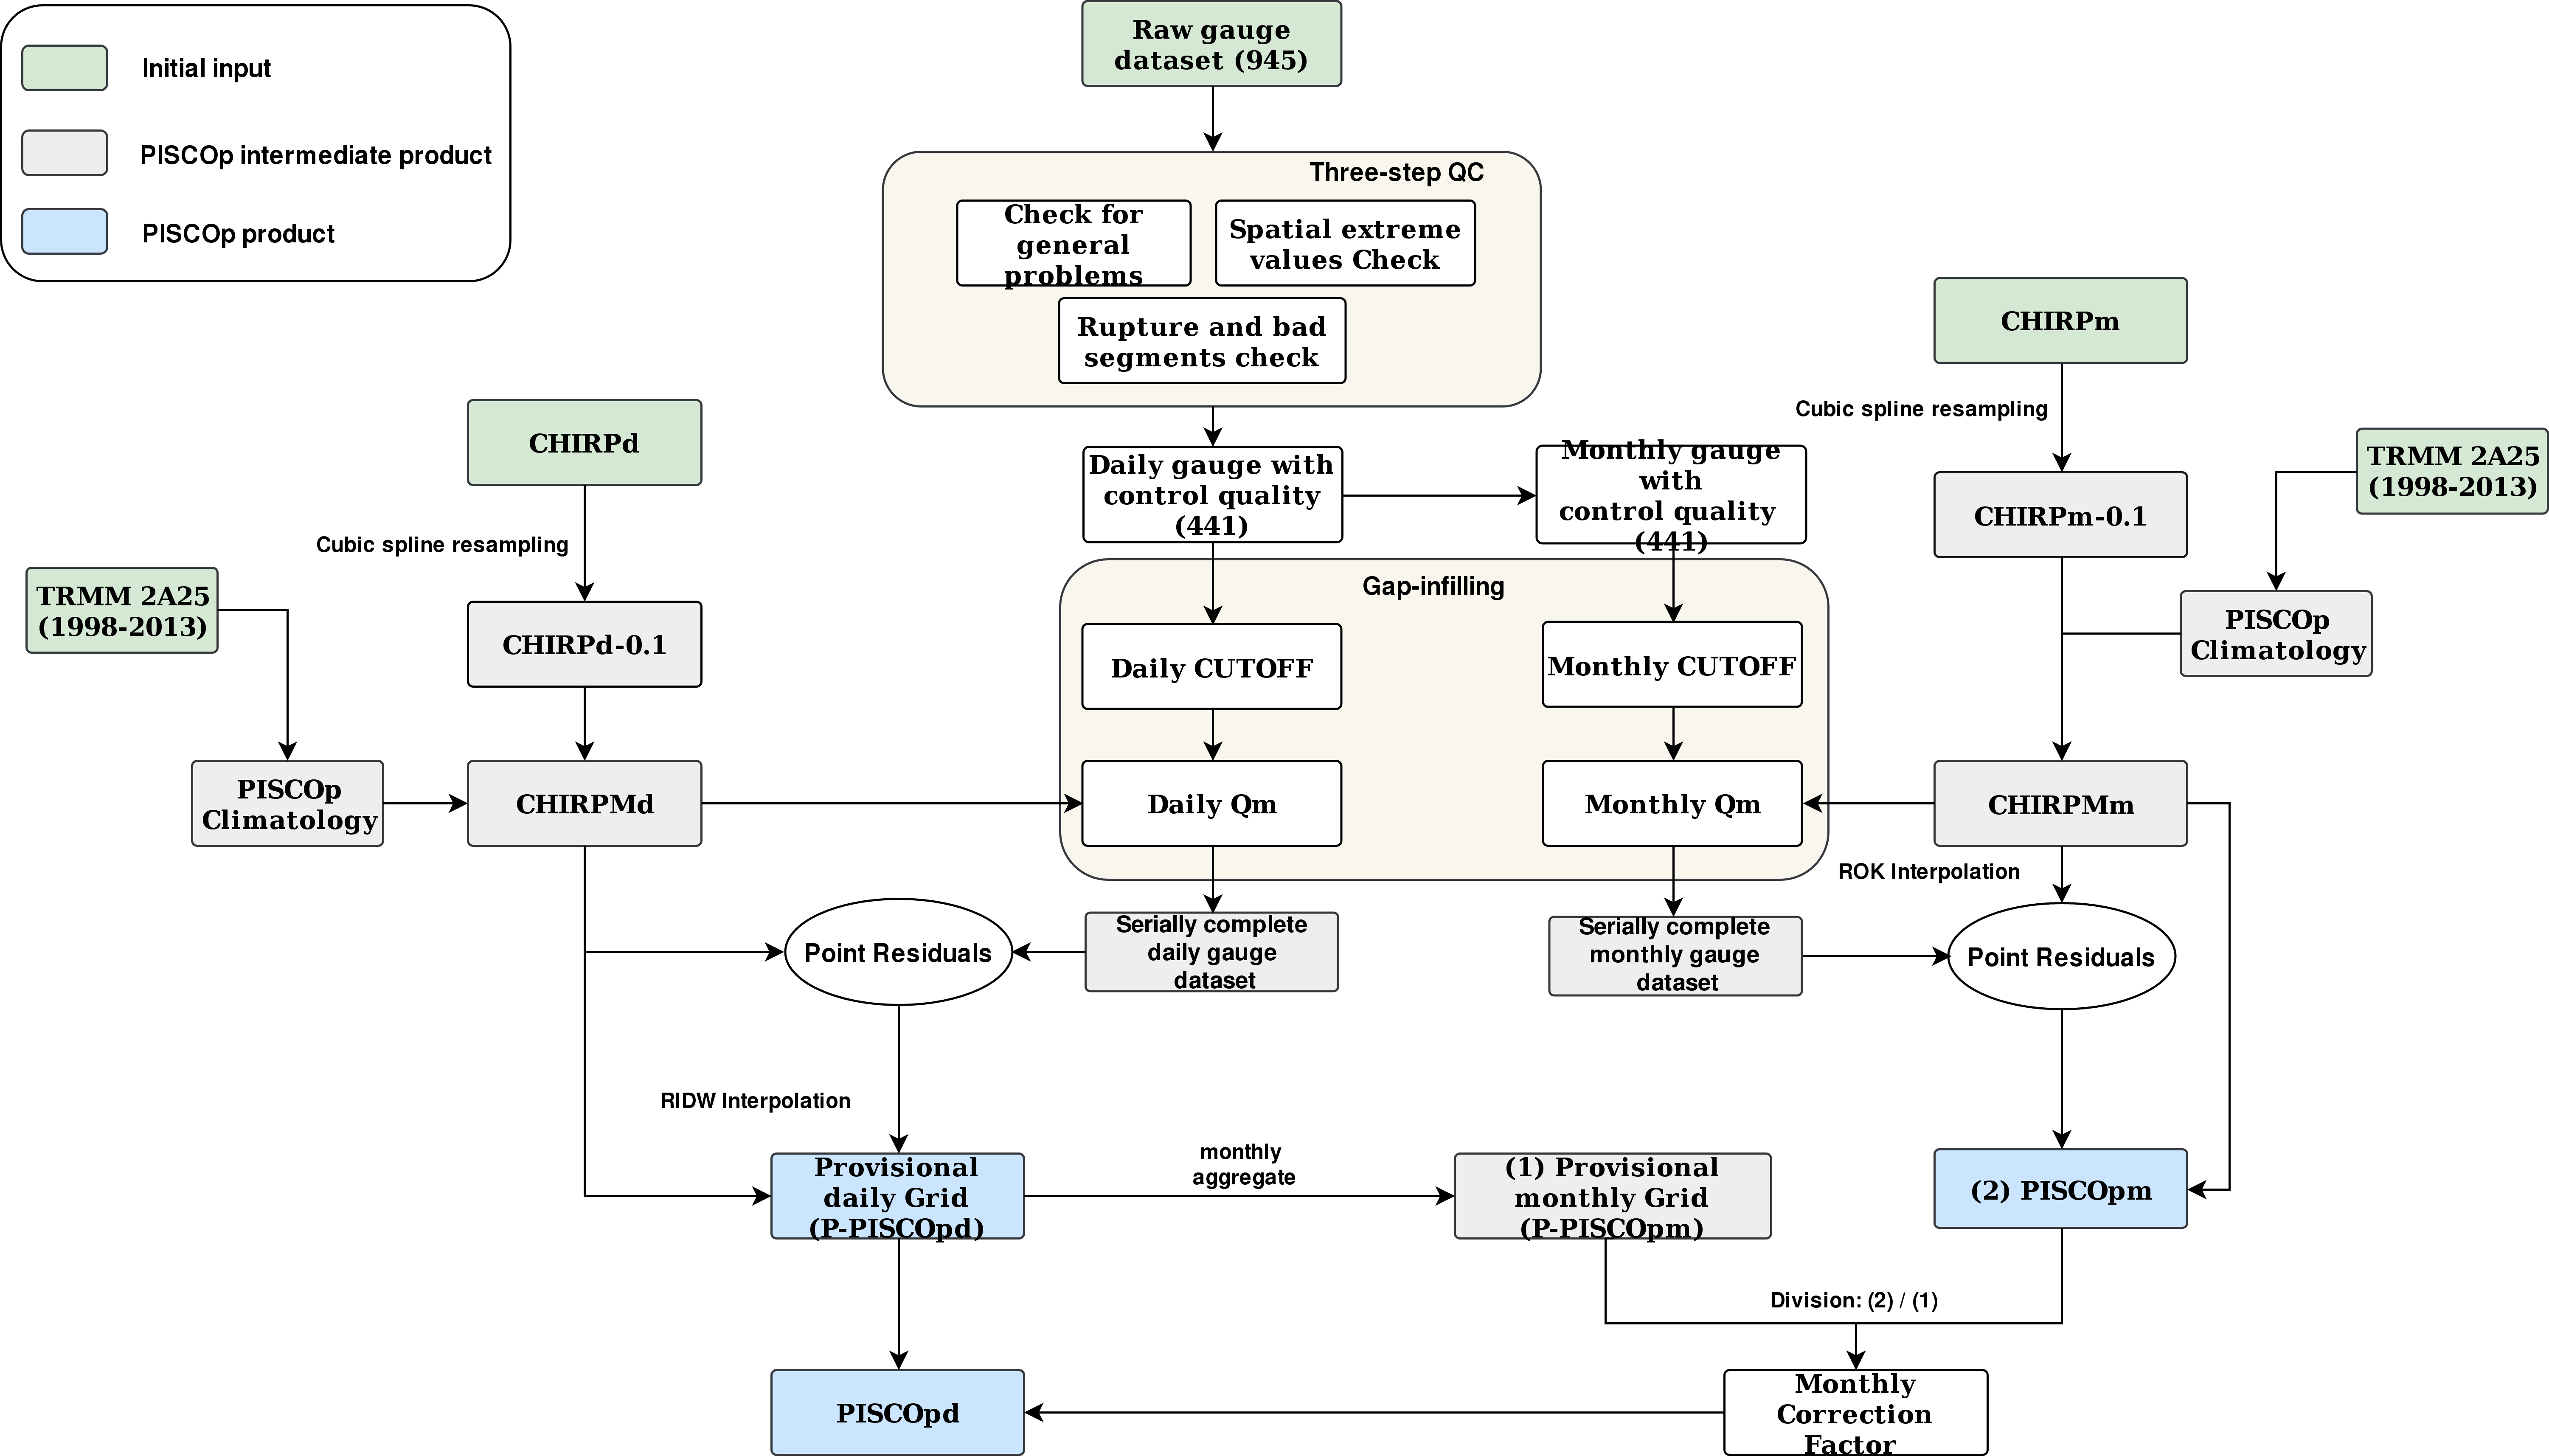 Initial input
PISCOp intermediate product
PISCOp product
Raw gauge
dataset (945)
Three-step QC
Check for
general
problems
Spatial extreme
values Check
Rupture and bad
segments check
CHIRPm
Cubic spline resampling
TRMM 2A25
(1998-2013)
CHIRPm-0.1
PISCOp
Climatology
CHIRPd
Cubic spline resampling
TRMM 2A25
(1998-2013)
CHIRPd-0.1
PISCOp
Climatology
CHIRPMd
Daily gauge with
control quality
(441)
Monthly gauge
with
control quality
(441)
Gap-infilling
Daily CUTOFF
Monthly CUTOFF
Daily Qm
Monthly Qm
CHIRPMm
ROK Interpolation
Point Residuals
Serially complete
daily gauge
dataset
Serially complete
monthly gauge
dataset
Point Residuals
RIDW Interpolation
Provisional
daily Grid
(P-PISCOpd)
monthly
aggregate
(1) Provisional
monthly Grid
(P-PISCOpm)
(2) PISCOpm
Division: (2) / (1)
PISCOpd
Monthly
Correction
Factor